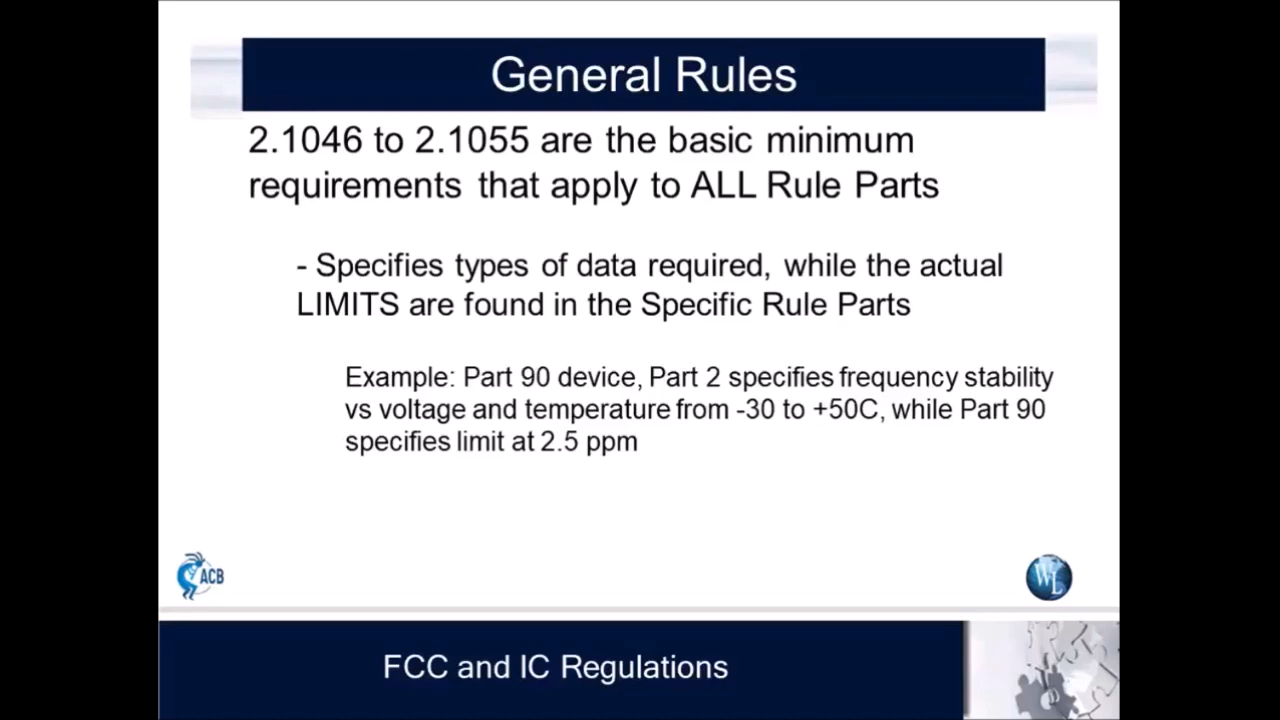 General Rules
2.1046 to 2.1055 are the basic minimum
requirements that apply to ALL Rule Parts
- Specifies types of data required, while the actual
LIMITS are found in the Specific Rule Parts
Example: Part 90 device, Part 2 specifies frequency stability
vs voltage and temperature from -30 to +50C, while Part 90
specifies limit at 2.5 ppm
ACB
WL
FCC and IC Regulations